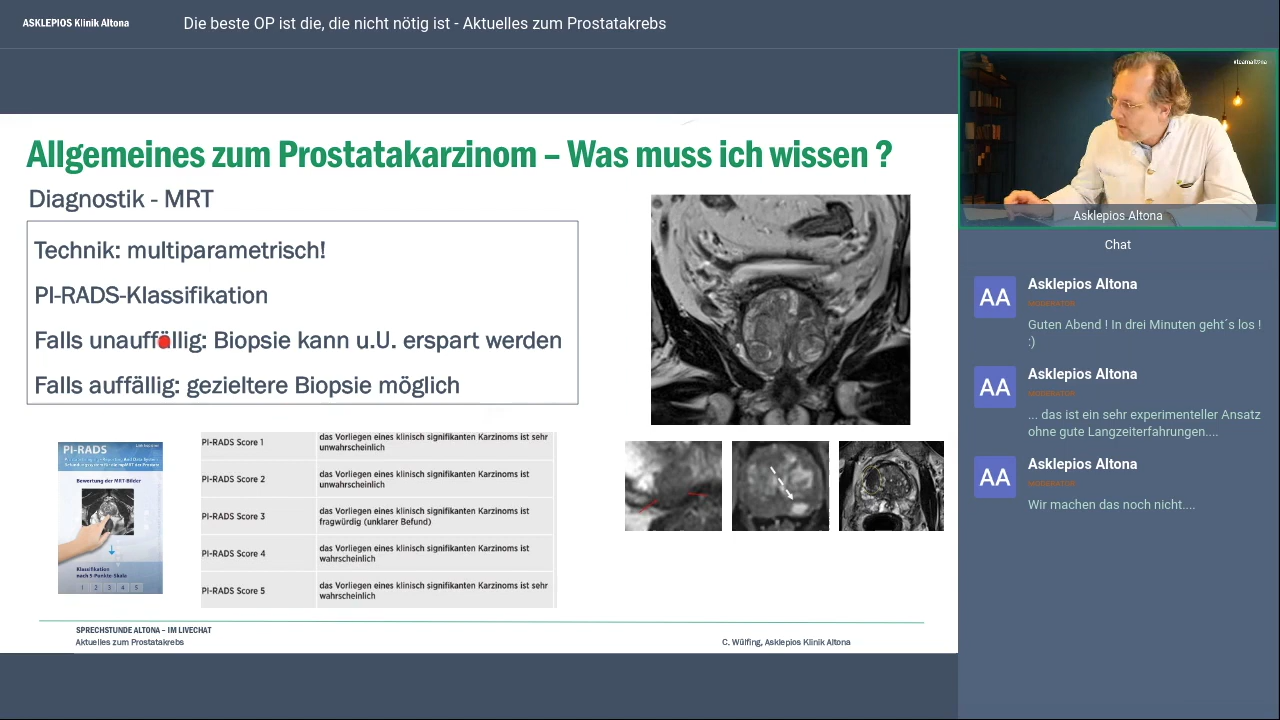 ASKLEPIOS Klinik Altona
Die beste OP ist die, die nicht nötig ist - Aktuelles zum Prostatakrebs
Allgemeines zum Prostatakarzinom – Was muss ich wissen ?
Diagnostik - MRT
Technik: multiparametrisch!
PI-RADS-Klassifikation
Falls unauffällig: Biopsie kann u.U. erspart werden
Falls auffällig: gezieltere Biopsie möglich
PI-RADS
Bewertung der MRT-Bilder
Klassifikation
nach 5-Punkte-Skala
1 2 3 4 5
PI-RADS Score 1
das Vorliegen eines klinisch signifikanten Karzinoms ist sehr
unwahrscheinlich
PI-RADS Score 2
das Vorliegen eines klinisch signifikanten Karzinoms ist
unwahrscheinlich
PI-RADS Score 3
das Vorliegen eines klinisch signifikanten Karzinoms ist
fragwürdig (unklarer Befund)
PI-RADS Score 4
das Vorliegen eines klinisch signifikanten Karzinoms ist
wahrscheinlich
PI-RADS Score 5
das Vorliegen eines klinisch signifikanten Karzinoms ist sehr
wahrscheinlich
SPRECHSTUNDE ALTONA – IM LIVECHAT
Aktuelles zum Prostatakrebs
C. Wülfing, Asklepios Klinik Altona
#teamaltona
Asklepios Altona
Chat
AA
Asklepios Altona
MODERATOR
Guten Abend ! In drei Minuten geht´s los !
:)
AA
Asklepios Altona
MODERATOR
... das ist ein sehr experimenteller Ansatz
ohne gute Langzeiterfahrungen....
AA
Asklepios Altona
MODERATOR
Wir machen das noch nicht....